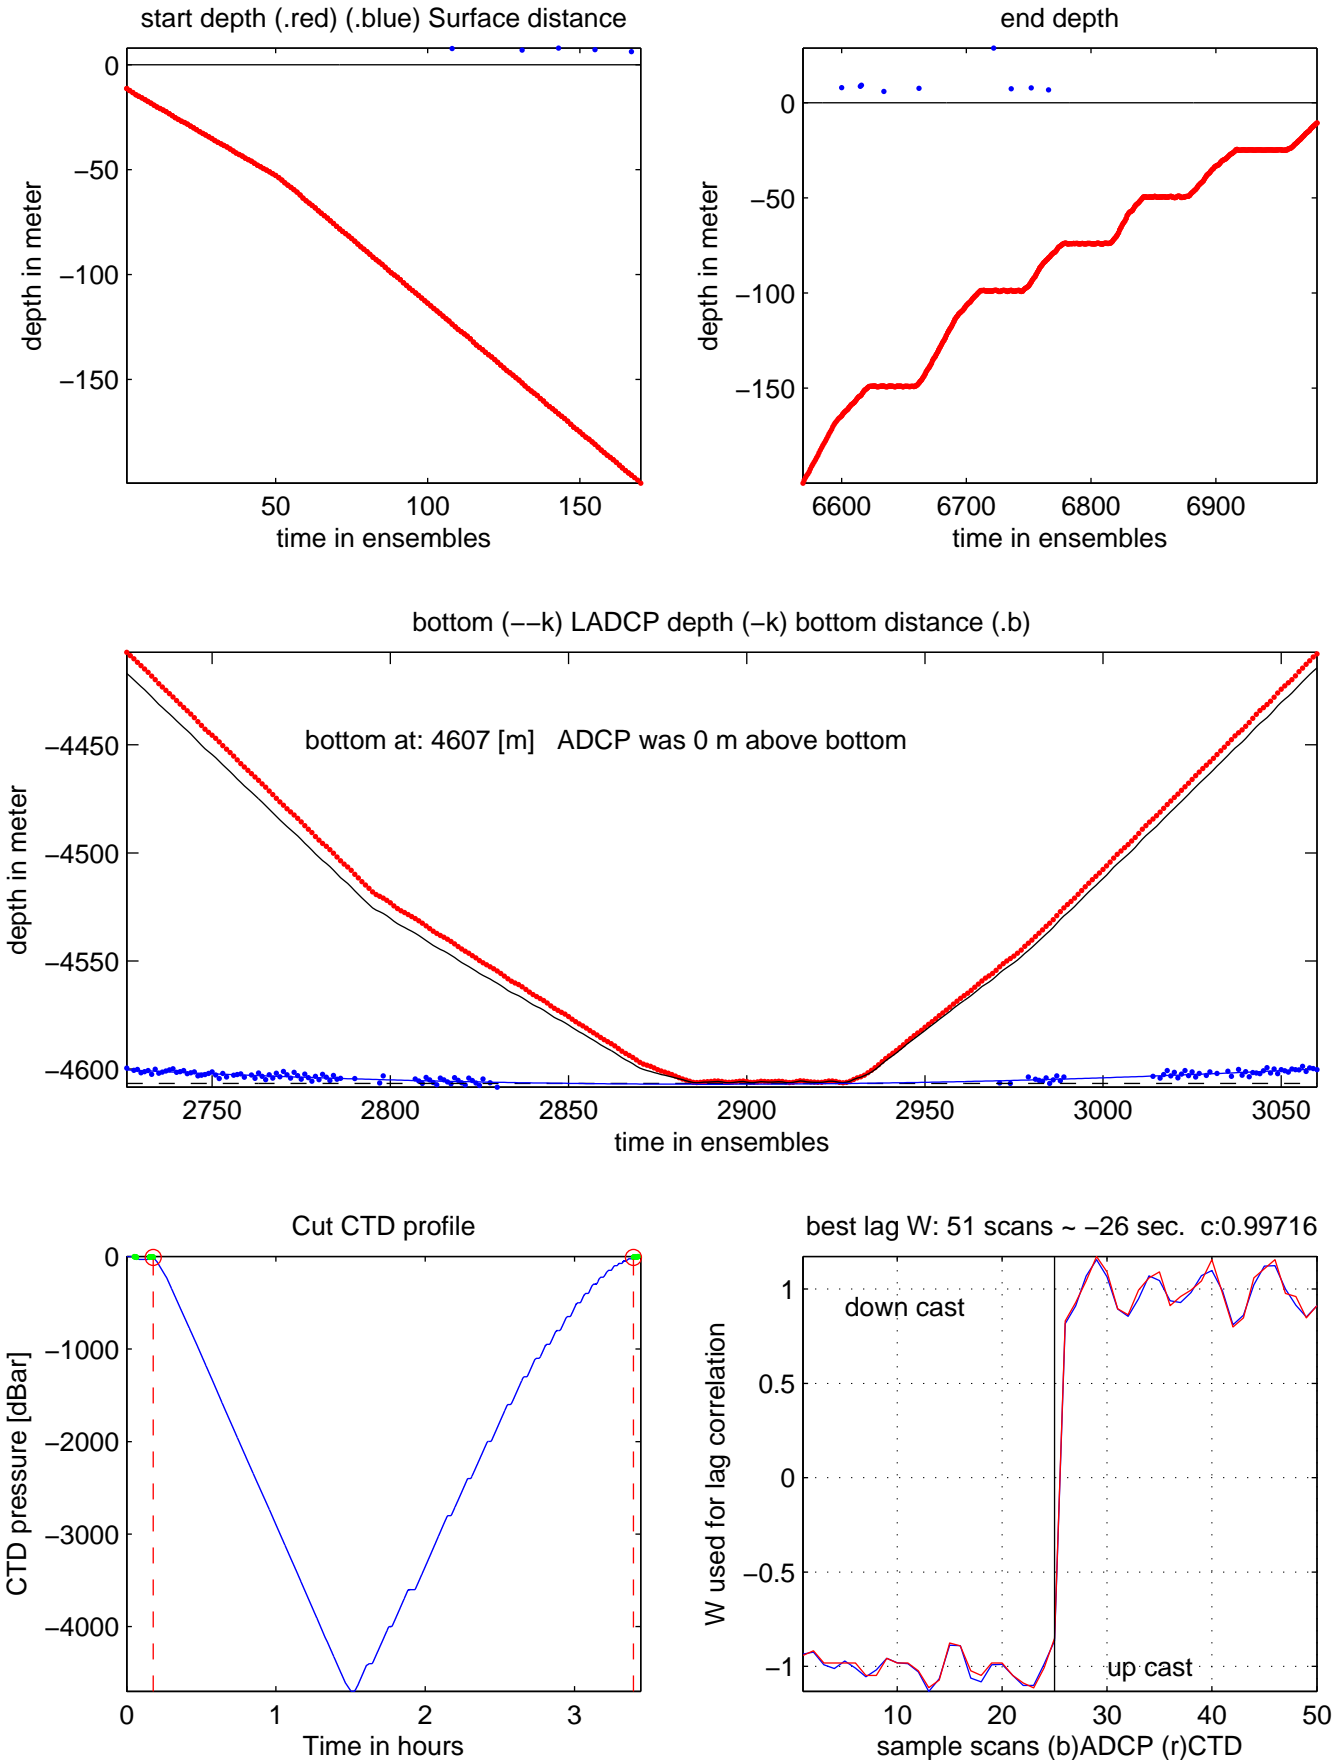 start depth (.red) (.blue) Surface distance
0
−50
−100
−150
depth in meter
50
100
150
time in ensembles
end depth
0
−50
−100
−150
depth in meter
6600
6700
6800
6900
time in ensembles
bottom (−−k) LADCP depth (−k) bottom distance (.b)
bottom at: 4607 [m] ADCP was 0 m above bottom
−4450
−4500
−4550
−4600
depth in meter
2750
2800
2850
2900
2950
3000
3050
time in ensembles
Cut CTD profile
0
−1000
−2000
−3000
−4000
CTD pressure [dBar]
0
1
2
3
Time in hours
best lag W: 51 scans ~ −26 sec. c:0.99716
down cast
up cast
1
0.5
0
−0.5
−1
W used for lag correlation
10
20
30
40
50
sample scans (b)ADCP (r)CTD